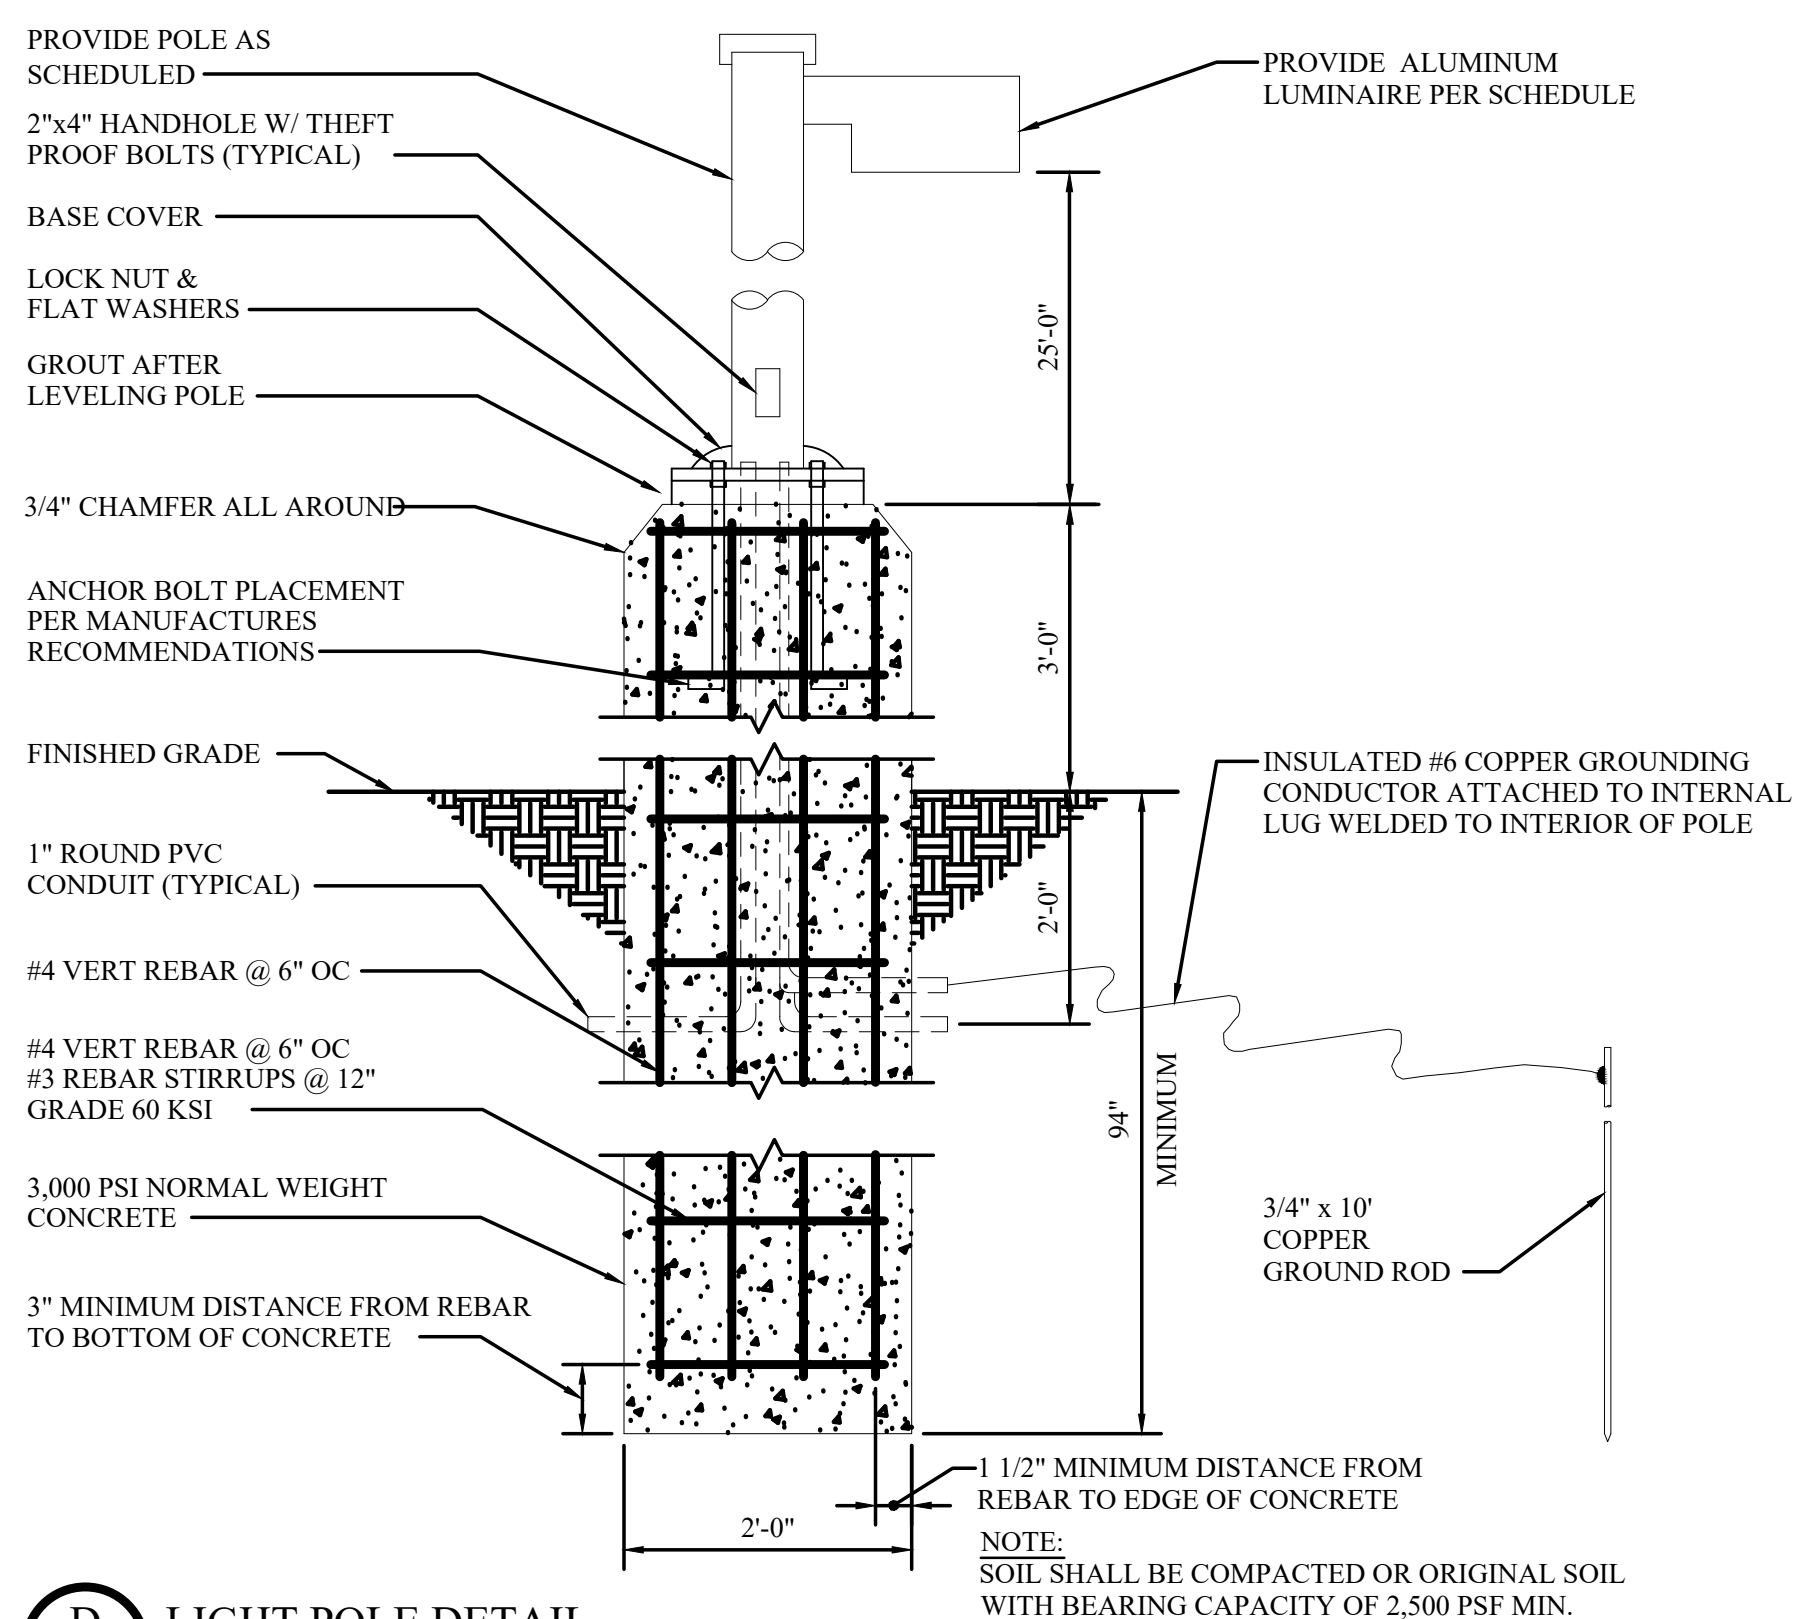 PROVIDE POLE AS
SCHEDULED
2"x4" HANDHOLE W/ THEFT
PROOF BOLTS (TYPICAL)
BASE COVER
LOCK NUT &
FLAT WASHERS
GROUT AFTER
LEVELING POLE
3/4" CHAMFER ALL AROUND
ANCHOR BOLT PLACEMENT
PER MANUFACTURES
RECOMMENDATIONS
FINISHED GRADE
1" ROUND PVC
CONDUIT (TYPICAL)
#4 VERT REBAR @ 6" OC
#4 VERT REBAR @ 6" OC
#3 REBAR STIRRUPS @ 12"
GRADE 60 KSI
3,000 PSI NORMAL WEIGHT
CONCRETE
3" MINIMUM DISTANCE FROM REBAR
TO BOTTOM OF CONCRETE
PROVIDE ALUMINUM
LUMINAIRE PER SCHEDULE
25'-0"
3'-0"
2'-0"
94"
MINIMUM
INSULATED #6 COPPER GROUNDING
CONDUCTOR ATTACHED TO INTERNAL
LUG WELDED TO INTERIOR OF POLE
3/4" x 10'
COPPER
GROUND ROD
1 1/2" MINIMUM DISTANCE FROM
REBAR TO EDGE OF CONCRETE
2'-0"
NOTE:
SOIL SHALL BE COMPACTED OR ORIGINAL SOIL
WITH BEARING CAPACITY OF 2,500 PSF MIN.
LIGHT POLE DETAIL